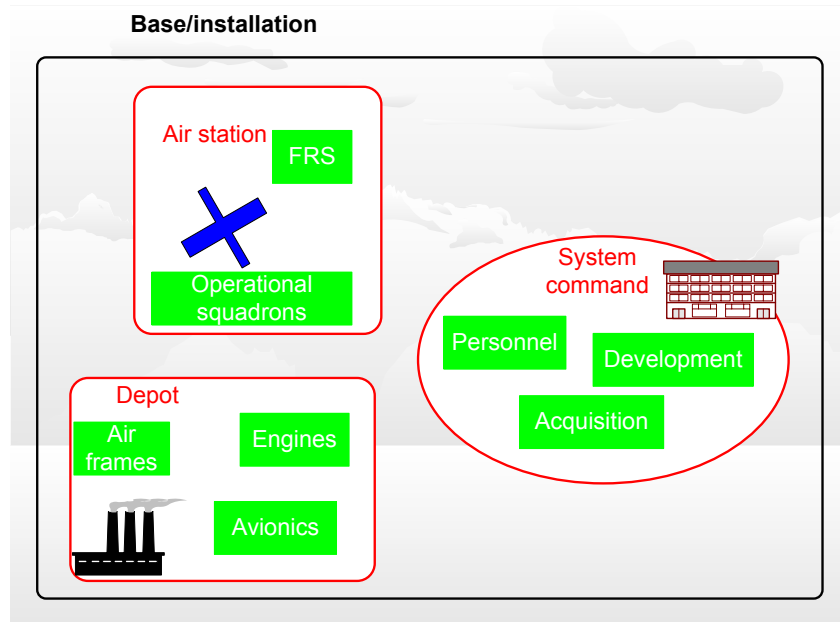 Base/installation
Air station
FRS
Operational
squadrons
System
command
Personnel
Development
Acquisition
Depot
Air
frames
Engines
Avionics